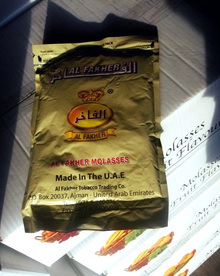 الفاخر AL FAKHER
الفاخر
AL FAKHER
AL FAKHER MOLASSES
Made In The U.A.E
Al Fakher Tobacco Trading Co.
PO Box 20037, Ajman - United Arab Emirates
Molasses
Flavour